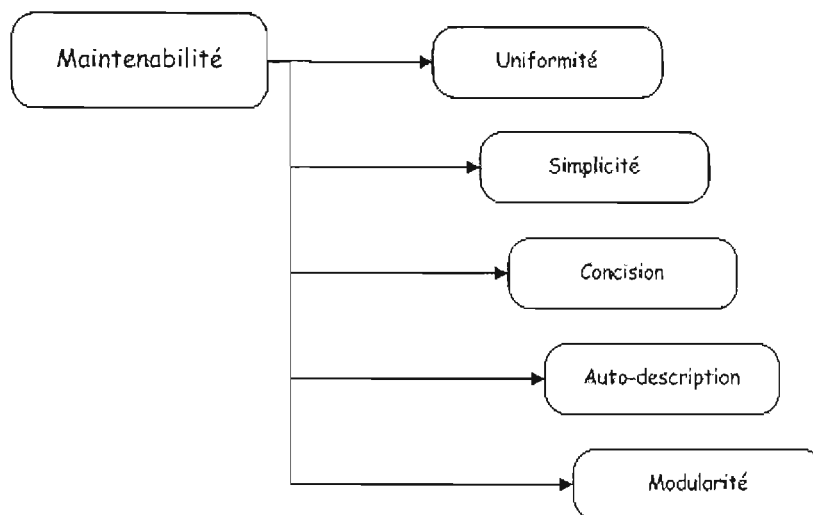 Maintenabilité
Uniformité
Simplicité
Concision
Auto-description
Modularité